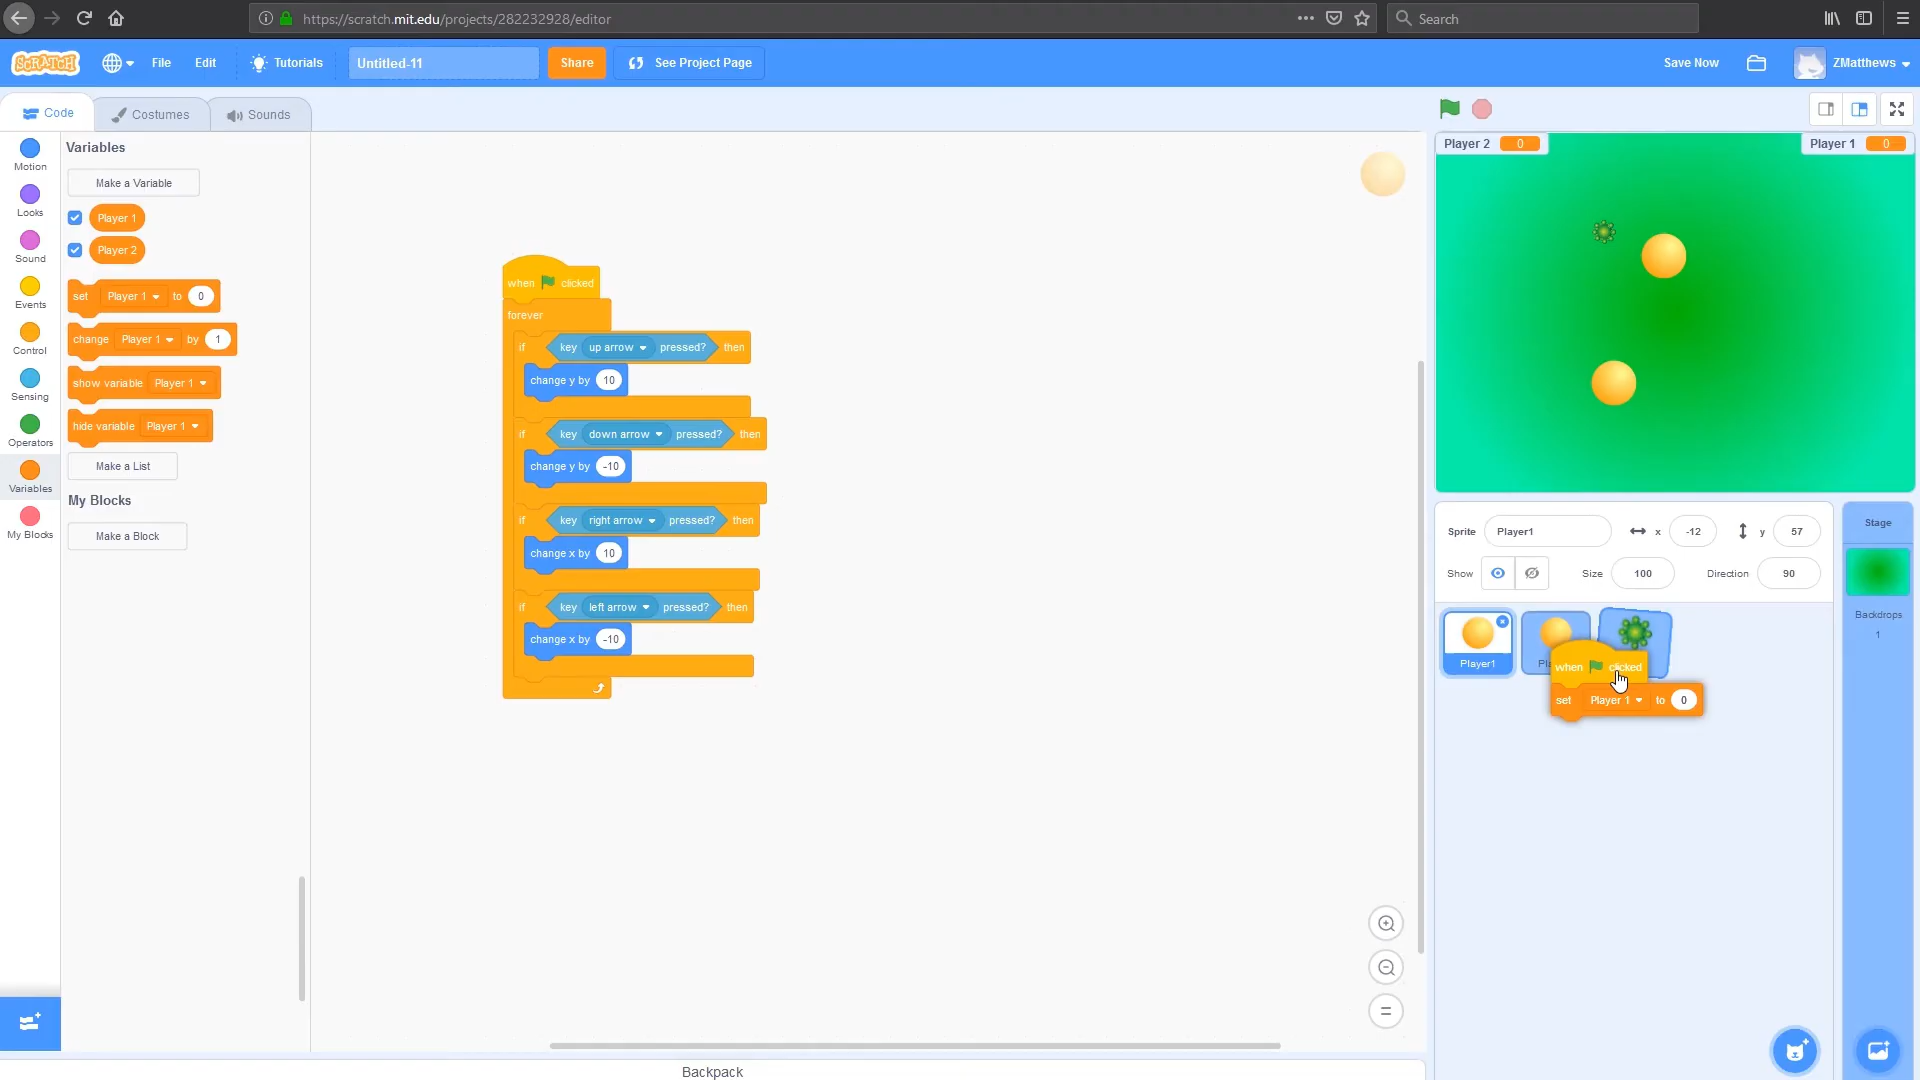 https://scratch.mit.edu/projects/282232928/editor
Search
SCRATCH
File
Edit
Tutorials
Untitled-11
Share
See Project Page
Save Now
ZMatthews
Code
Costumes
Sounds
Motion
Looks
Sound
Events
Control
Sensing
Operators
Variables
My Blocks
Variables
Make a Variable
Player 1
Player 2
set Player 1 to 0
change Player 1 by 1
show variable Player 1
hide variable Player 1
Make a List
My Blocks
Make a Block
when clicked
forever
if key up arrow pressed? then
change y by 10
if key down arrow pressed? then
change y by -10
if key right arrow pressed? then
change x by 10
if key left arrow pressed? then
change x by -10
Backpack
Player 2 0
Player 1 0
Sprite Player1 x -12 y 57
Show Size 100 Direction 90
Player1
when clicked
set Player 1 to 0
Stage
Backdrops
1